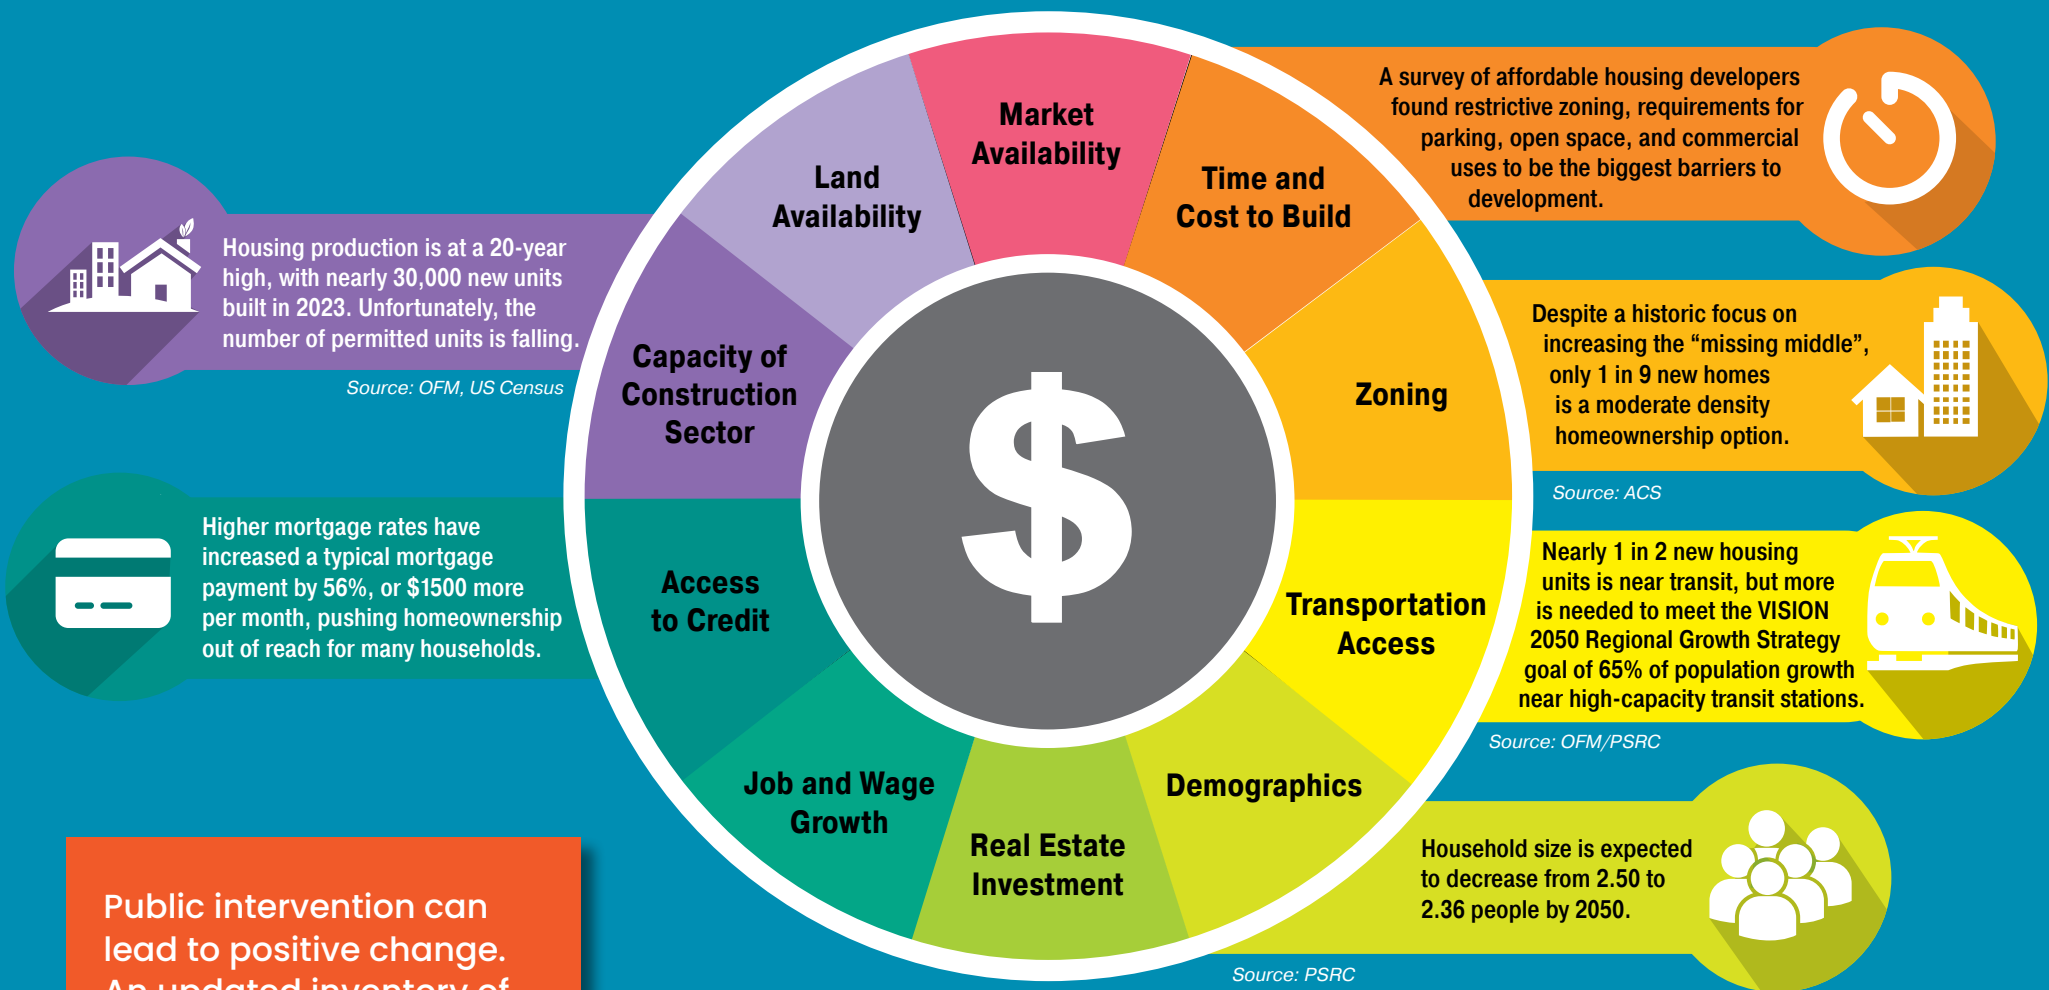 Market
Availability
Time and
Cost to Build
Zoning
Transportation
Access
Demographics
Real Estate
Investment
Job and Wage
Growth
Access
to Credit
Capacity of
Construction
Sector
Land
Availability
$
A survey of affordable housing developers
found restrictive zoning, requirements for
parking, open space, and commercial
uses to be the biggest barriers to
development.
Despite a historic focus on
increasing the “missing middle”,
only 1 in 9 new homes
is a moderate density
homeownership option.
Source: ACS
Nearly 1 in 2 new housing
units is near transit, but more
is needed to meet the VISION
2050 Regional Growth Strategy
goal of 65% of population growth
near high-capacity transit stations.
Source: OFM/PSRC
Household size is expected
to decrease from 2.50 to
2.36 people by 2050.
Source: PSRC
Housing production is at a 20-year
high, with nearly 30,000 new units
built in 2023. Unfortunately, the
number of permitted units is falling.
Source: OFM, US Census
Higher mortgage rates have
increased a typical mortgage
payment by 56%, or $1500 more
per month, pushing homeownership
out of reach for many households.
Public intervention can
lead to positive change.
An updated inventory of